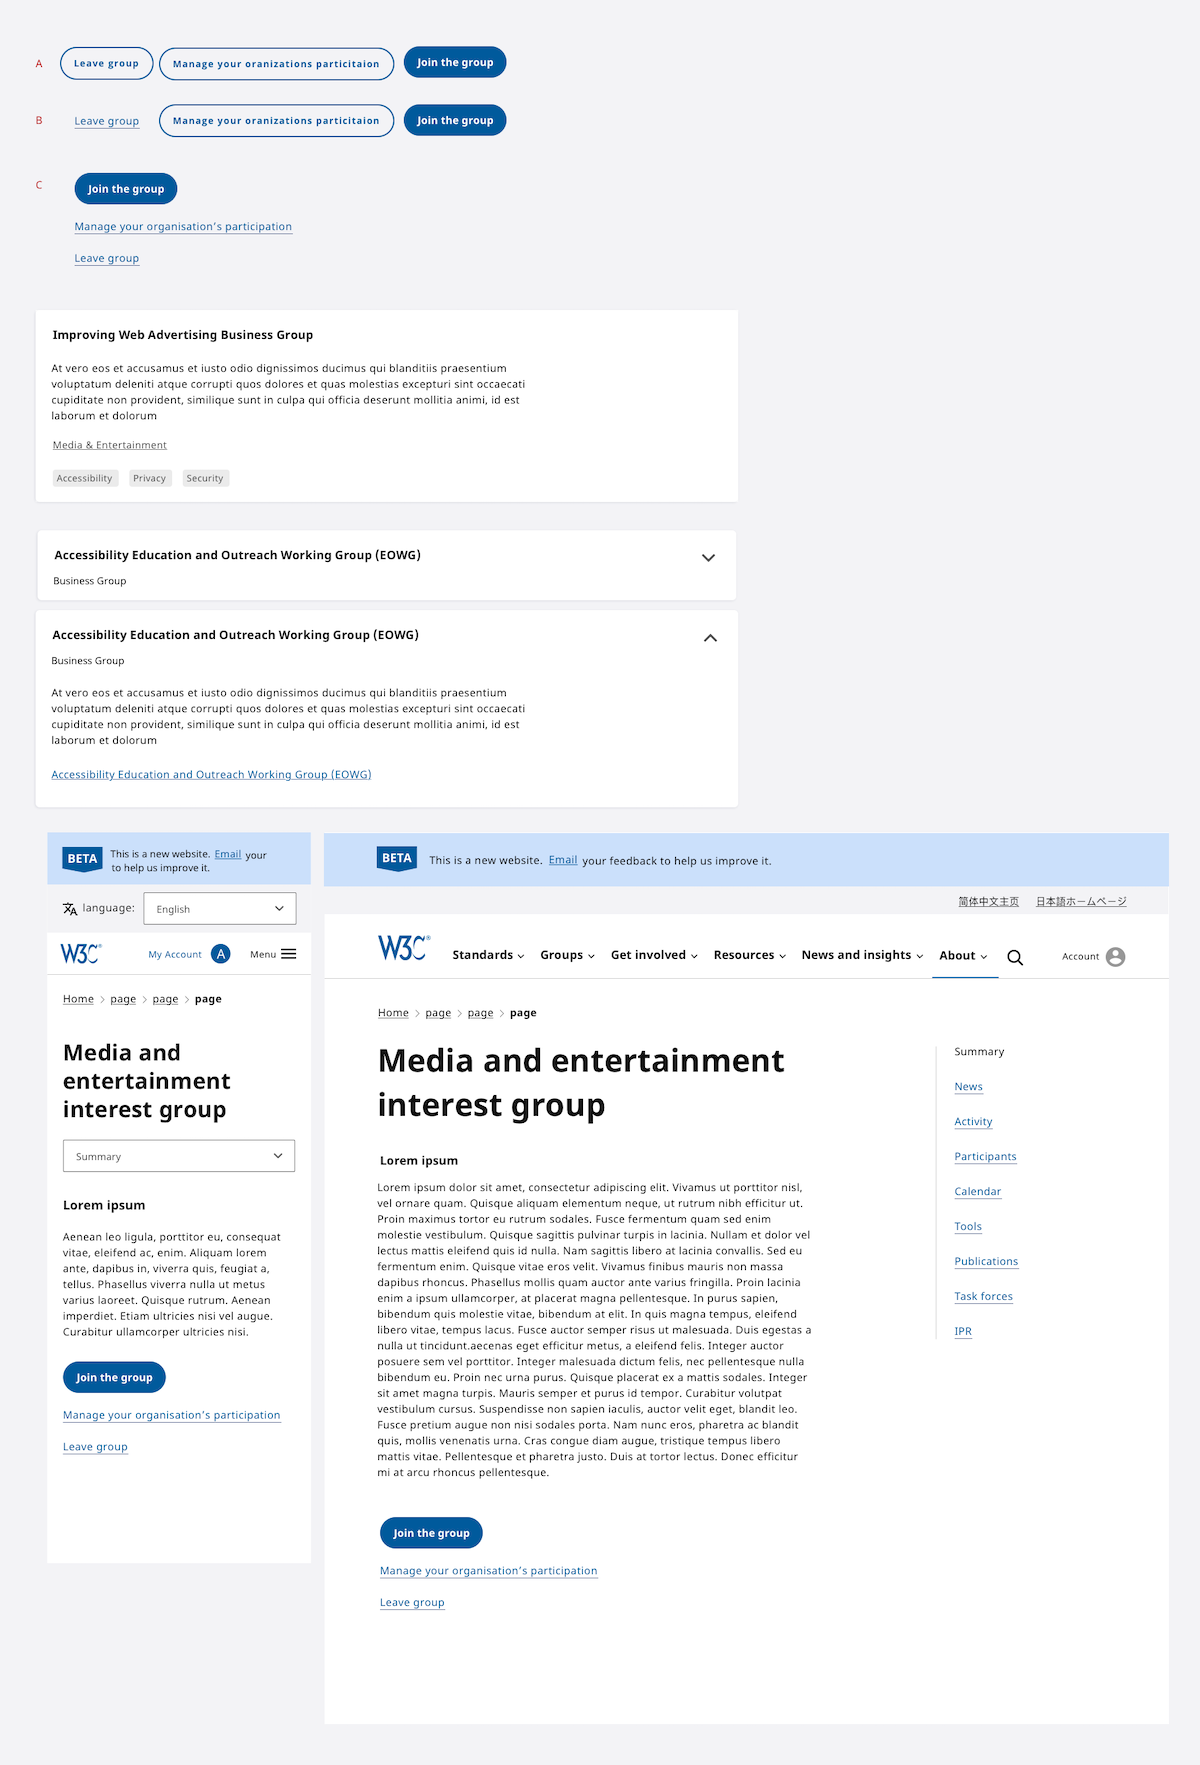 A Leave group Manage your oranizations particitaion Join the group
B Leave group Manage your oranizations particitaion Join the group
C Join the group
Manage your organisation's participation
Leave group
Improving Web Advertising Business Group
At vero eos et accusamus et iusto odio dignissimos ducimus qui blanditiis praesentium
voluptatum deleniti atque corrupti quos dolores et quas molestias excepturi sint occaecati
cupiditate non provident, similique sunt in culpa qui officia deserunt mollitia animi, id est
laborum et dolorum
Media & Entertainment
Accessibility Privacy Security
Accessibility Education and Outreach Working Group (EOWG)
Business Group
Accessibility Education and Outreach Working Group (EOWG)
Business Group
At vero eos et accusamus et iusto odio dignissimos ducimus qui blanditiis praesentium
voluptatum deleniti atque corrupti quos dolores et quas molestias excepturi sint occaecati
cupiditate non provident, similique sunt in culpa qui officia deserunt mollitia animi, id est
laborum et dolorum
Accessibility Education and Outreach Working Group (EOWG)
BETA This is a new website. Email your
to help us improve it.
language: English
W3C® My Account A Menu
Home > page > page > page
Media and
entertainment
interest group
Summary
Lorem ipsum
Aenean leo ligula, porttitor eu, consequat
vitae, eleifend ac, enim. Aliquam lorem
ante, dapibus in, viverra quis, feugiat a,
tellus. Phasellus viverra nulla ut metus
varius laoreet. Quisque rutrum. Aenean
imperdiet. Etiam ultricies nisi vel augue.
Curabitur ullamcorper ultricies nisi.
Join the group
Manage your organisation's participation
Leave group
BETA This is a new website. Email your feedback to help us improve it.
简体中文主页 日本語ホームページ
W3C® Standards Groups Get involved Resources News and insights About Account
Home > page > page > page
Media and entertainment
interest group
Lorem ipsum
Lorem ipsum dolor sit amet, consectetur adipiscing elit. Vivamus ut porttitor nisl,
vel ornare quam. Quisque aliquam elementum neque, ut rutrum nibh efficitur ut.
Proin maximus tortor eu rutrum sodales. Fusce fermentum quam sed enim
molestie vestibulum. Quisque sagittis pulvinar turpis in lacinia. Nullam et dolor vel
lectus mattis eleifend quis id nulla. Nam sagittis libero at lacinia convallis. Sed eu
fermentum enim. Quisque vitae eros velit. Vivamus finibus mauris non massa
dapibus rhoncus. Phasellus mollis quam auctor ante varius fringilla. Proin lacinia
enim a ipsum ullamcorper, at placerat magna pellentesque. In purus sapien,
bibendum quis molestie vitae, bibendum at elit. In quis magna tempus, eleifend
libero vitae, tempus lacus. Fusce auctor semper risus ut malesuada. Duis egestas a
nulla ut tincidunt.aecenas eget efficitur metus, a eleifend felis. Integer auctor
posuere sem vel porttitor. Integer malesuada dictum felis, nec pellentesque nulla
bibendum eu. Proin nec urna purus. Quisque placerat ex a mattis sodales. Integer
sit amet magna turpis. Mauris semper et purus id tempor. Curabitur volutpat
vestibulum cursus. Suspendisse non sapien iaculis, auctor velit eget, blandit leo.
Fusce pretium augue non nisi sodales porta. Nam nunc eros, pharetra ac blandit
quis, mollis venenatis urna. Cras congue diam augue, tristique tempus libero
mattis vitae. Pellentesque et pharetra justo. Duis at tortor lectus. Donec efficitur
mi at arcu rhoncus pellentesque.
Join the group
Manage your organisation's participation
Leave group
Summary
News
Activity
Participants
Calendar
Tools
Publications
Task forces
IPR